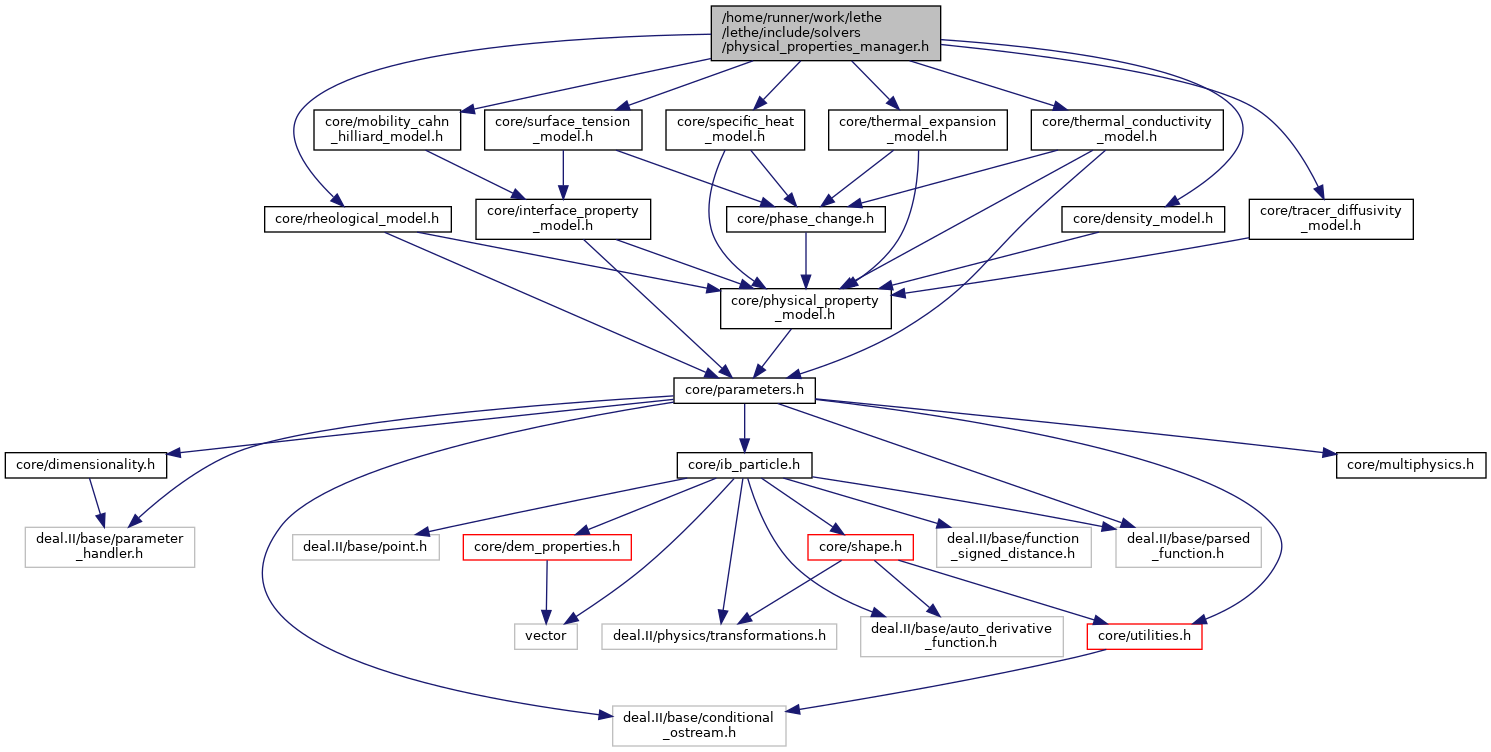 /home/runner/work/lethe
/lethe/include/solvers
/physical_properties_manager.h
core/mobility_cahn
_hilliard_model.h
core/surface_tension
_model.h
core/specific_heat
_model.h
core/thermal_expansion
_model.h
core/thermal_conductivity
_model.h
core/rheological_model.h
core/interface_property
_model.h
core/phase_change.h
core/density_model.h
core/tracer_diffusivity
_model.h
core/physical_property
_model.h
core/parameters.h
core/dimensionality.h
core/ib_particle.h
core/multiphysics.h
deal.II/base/parameter
_handler.h
deal.II/base/point.h
core/dem_properties.h
core/shape.h
deal.II/base/function
_signed_distance.h
deal.II/base/parsed
_function.h
vector
deal.II/physics/transformations.h
deal.II/base/auto_derivative
_function.h
core/utilities.h
deal.II/base/conditional
_ostream.h